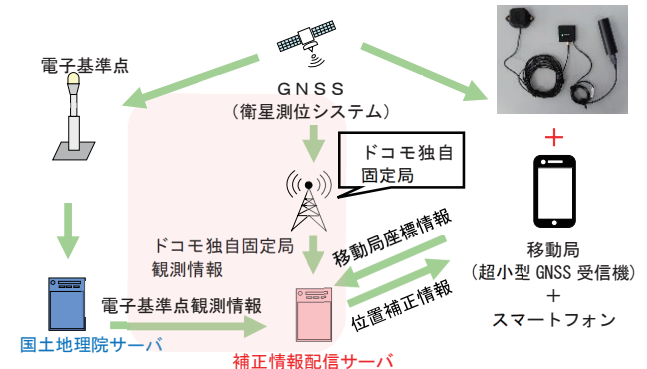 電子基準点
GNSS
(衛星測位システム)
ドコモ独自
固定局
+
ドコモ独自固定局
観測情報
移動局座標情報
位置補正情報
移動局
(超小型 GNSS 受信機)
+
スマートフォン
電子基準点観測情報
国土地理院サーバ
補正情報配信サーバ